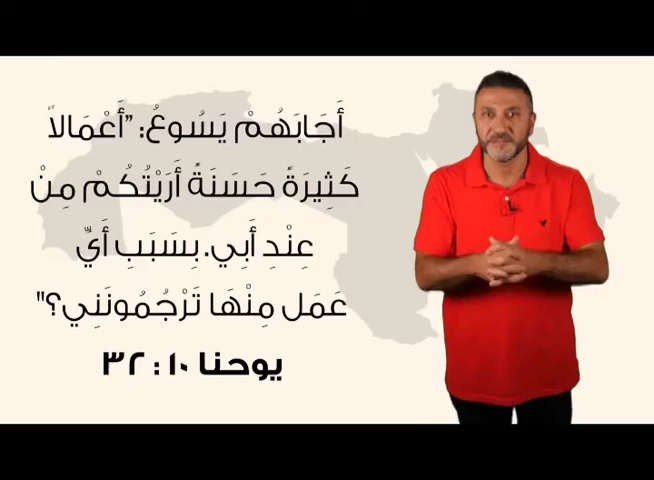 أَجَابَهُمْ يَسُوعُ: "أَعْمَالاً
كَثِيرَةً حَسَنَةً أَرَيْتُكُمْ مِنْ
عِنْدِ أَبِي. بِسَبَبِ أَيِّ
عَمَل مِنْهَا تَرْجُمُونَنِي؟"
يوحنا ١٠ : ٣٢